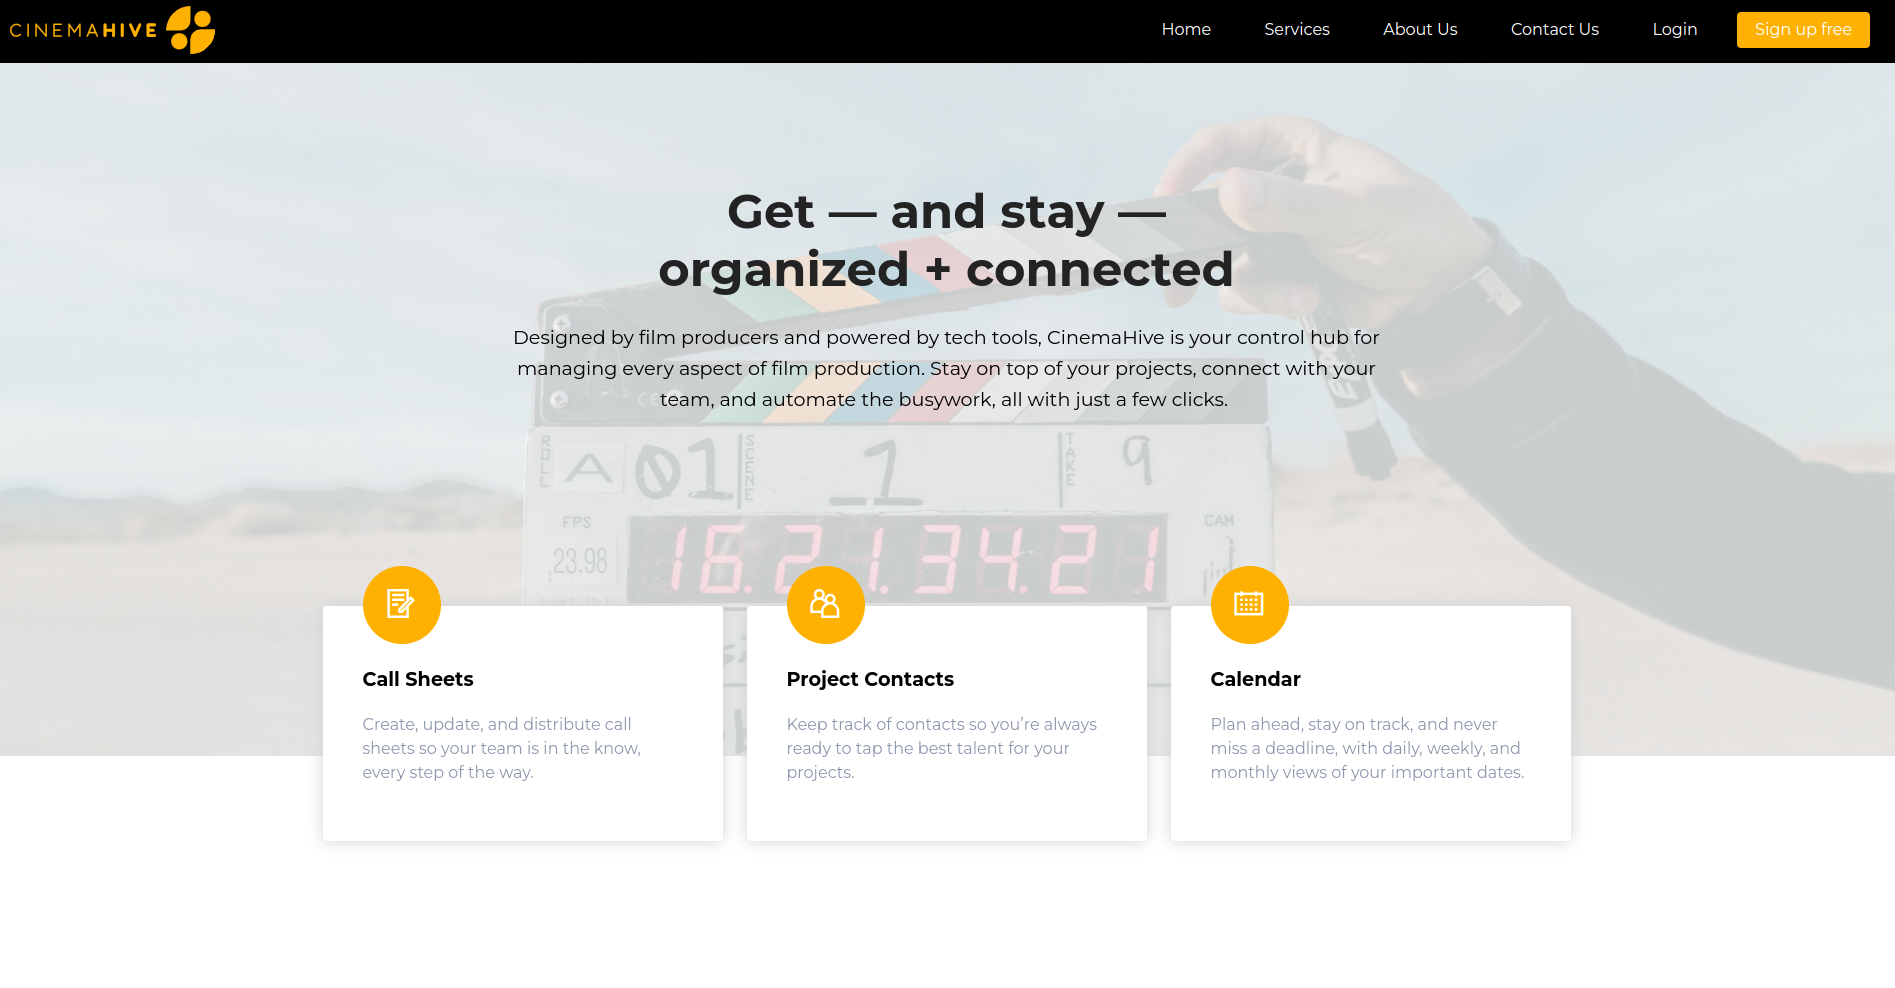 CINEMAHIVE
Home Services About Us Contact Us Login Sign up free
Get — and stay —
organized + connected
Designed by film producers and powered by tech tools, CinemaHive is your control hub for
managing every aspect of film production. Stay on top of your projects, connect with your
team, and automate the busywork, all with just a few clicks.
ROLL A 01 SCENE 1 TAKE 9
FPS CAM
23.98 16.21.34.21
Call Sheets
Create, update, and distribute call
sheets so your team is in the know,
every step of the way.
Project Contacts
Keep track of contacts so you’re always
ready to tap the best talent for your
projects.
Calendar
Plan ahead, stay on track, and never
miss a deadline, with daily, weekly, and
monthly views of your important dates.